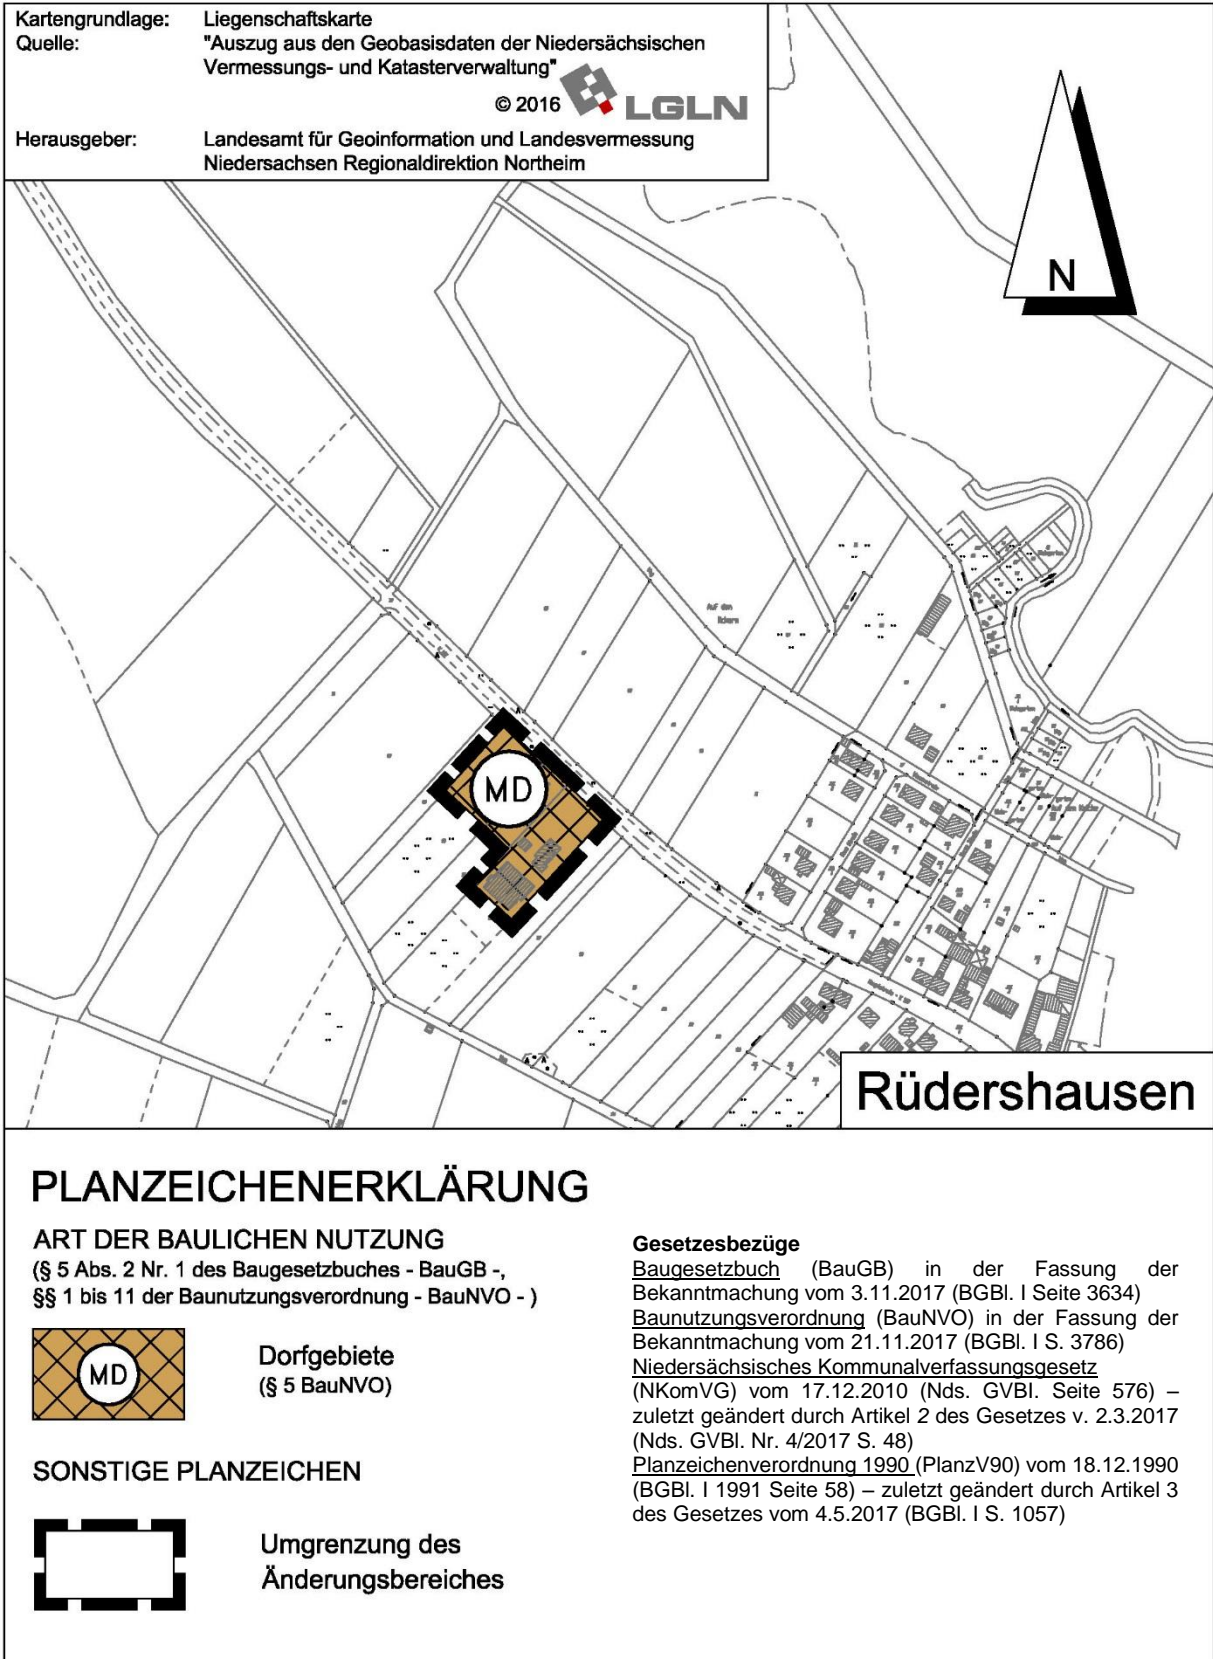 Kartengrundlage: Liegenschaftskarte
Quelle: "Auszug aus den Geobasisdaten der Niedersächsischen
Vermessungs- und Katasterverwaltung"
© 2016 LGLN
Herausgeber: Landesamt für Geoinformation und Landesvermessung
Niedersachsen Regionaldirektion Northeim
N
Auf den
MD
Rüdershausen
PLANZEICHENERKLÄRUNG
ART DER BAULICHEN NUTZUNG
(§ 5 Abs. 2 Nr. 1 des Baugesetzbuches - BauGB -,
§§ 1 bis 11 der Baunutzungsverordnung - BauNVO - )
MD
Dorfgebiete
(§ 5 BauNVO)
SONSTIGE PLANZEICHEN
Umgrenzung des
Änderungsbereiches
Gesetzesbezüge
Baugesetzbuch (BauGB) in der Fassung der
Bekanntmachung vom 3.11.2017 (BGBl. I Seite 3634)
Baunutzungsverordnung (BauNVO) in der Fassung der
Bekanntmachung vom 21.11.2017 (BGBl. I S. 3786)
Niedersächsisches Kommunalverfassungsgesetz
(NKomVG) vom 17.12.2010 (Nds. GVBl. Seite 576) –
zuletzt geändert durch Artikel 2 des Gesetzes v. 2.3.2017
(Nds. GVBl. Nr. 4/2017 S. 48)
Planzeichenverordnung 1990 (PlanzV90) vom 18.12.1990
(BGBl. I 1991 Seite 58) – zuletzt geändert durch Artikel 3
des Gesetzes vom 4.5.2017 (BGBl. I S. 1057)